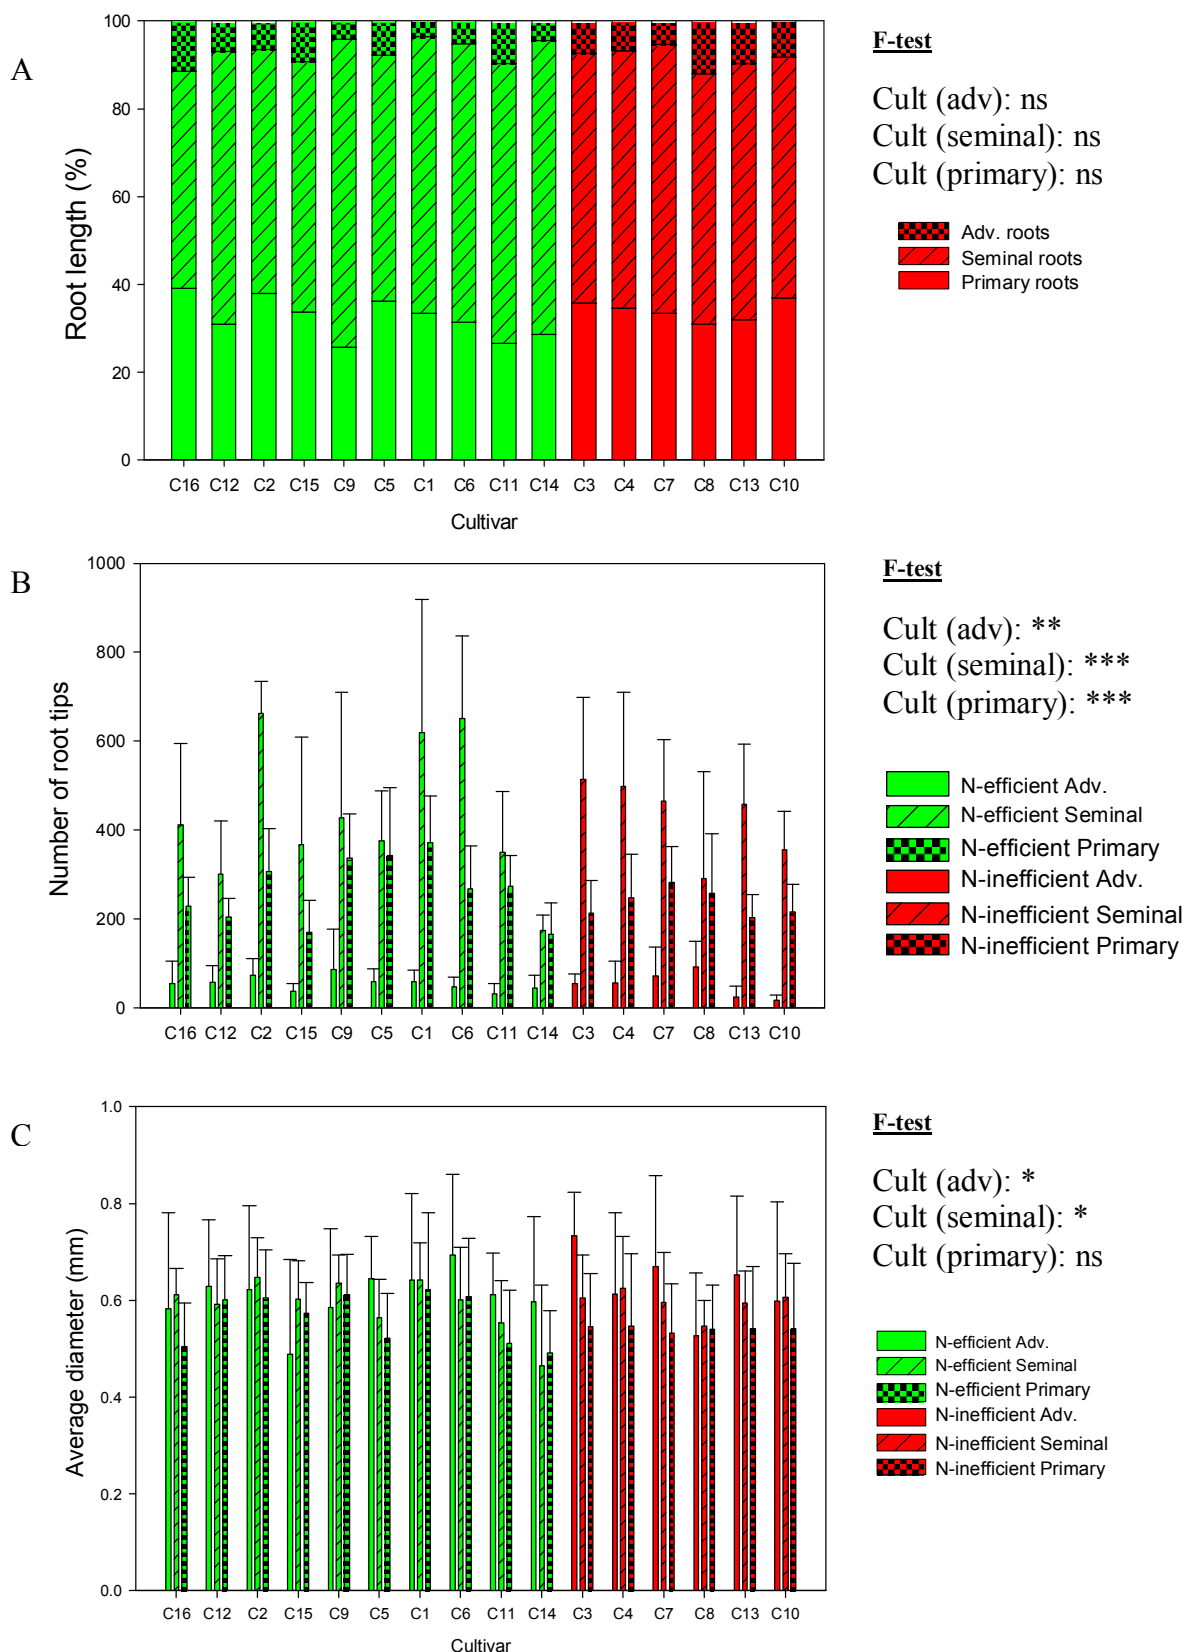 A
Root length (%)
100
80
60
40
20
0
C16 C12 C2 C15 C9 C5 C1 C6 C11 C14 C3 C4 C7 C8 C13 C10
Cultivar
F-test
Cult (adv): ns
Cult (seminal): ns
Cult (primary): ns
Adv. roots
Seminal roots
Primary roots
B
Number of root tips
1000
800
600
400
200
0
C16 C12 C2 C15 C9 C5 C1 C6 C11 C14 C3 C4 C7 C8 C13 C10
F-test
Cult (adv): **
Cult (seminal): ***
Cult (primary): ***
N-efficient Adv.
N-efficient Seminal
N-efficient Primary
N-inefficient Adv.
N-inefficient Seminal
N-inefficient Primary
C
Average diameter (mm)
1.0
0.8
0.6
0.4
0.2
0.0
C16 C12 C2 C15 C9 C5 C1 C6 C11 C14 C3 C4 C7 C8 C13 C10
Cultivar
F-test
Cult (adv): *
Cult (seminal): *
Cult (primary): ns
N-efficient Adv.
N-efficient Seminal
N-efficient Primary
N-inefficient Adv.
N-inefficient Seminal
N-inefficient Primary